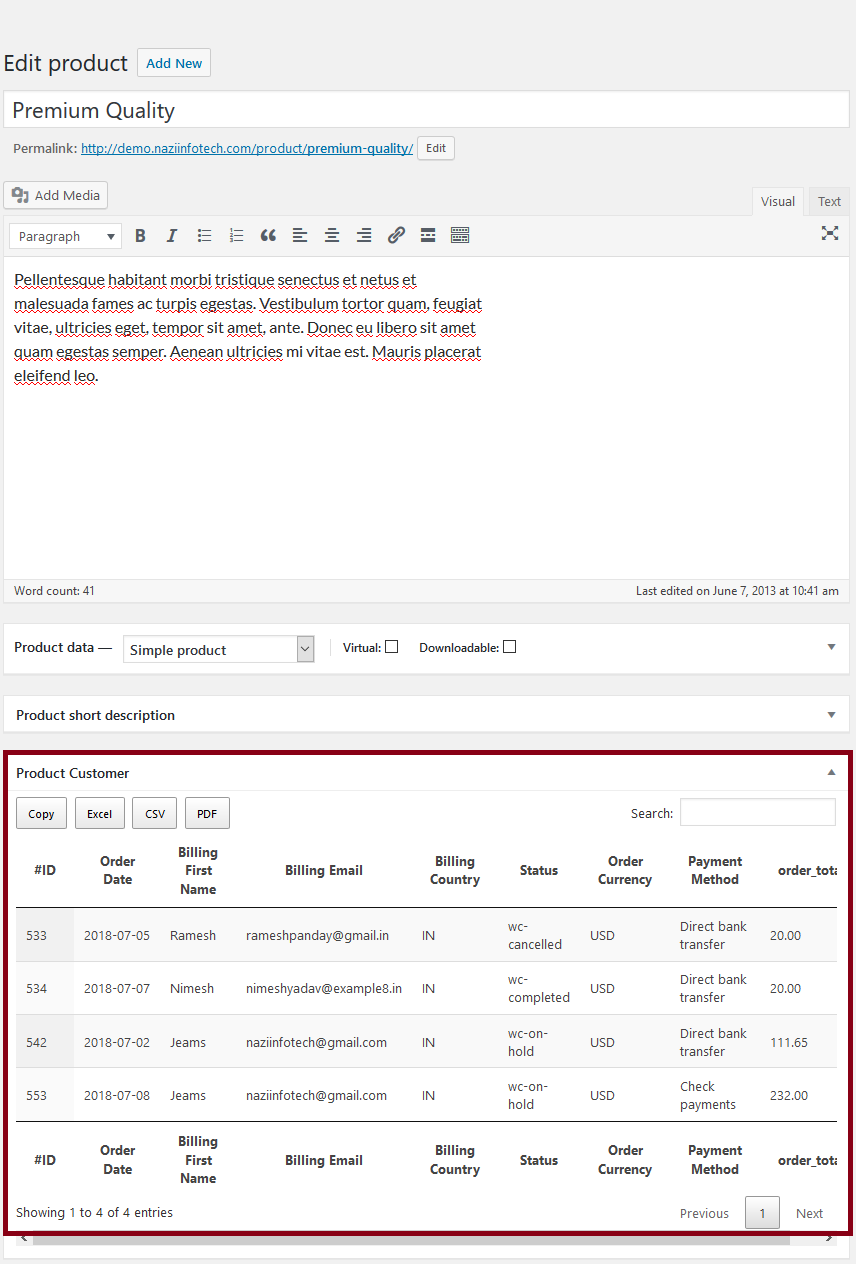 Edit product Add New
Premium Quality
Permalink: http://demo.naziinfotech.com/product/premium-quality/ Edit
Add Media
Visual Text
Paragraph B I
Pellentesque habitant morbi tristique senectus et netus et
malesuada fames ac turpis egestas. Vestibulum tortor quam, feugiat
vitae, ultricies eget, tempor sit amet, ante. Donec eu libero sit amet
quam egestas semper. Aenean ultricies mi vitae est. Mauris placerat
eleifend leo.
Word count: 41 Last edited on June 7, 2013 at 10:41 am
Product data — Simple product Virtual: Downloadable:
Product short description
Product Customer
Copy Excel CSV PDF Search:
#ID Order Date Billing First Name Billing Email Billing Country Status Order Currency Payment Method order_tota
533 2018-07-05 Ramesh rameshpanday@gmail.in IN wc-cancelled USD Direct bank transfer 20.00
534 2018-07-07 Nimesh nimeshyadav@example8.in IN wc-completed USD Direct bank transfer 20.00
542 2018-07-02 Jeams naziinfotech@gmail.com IN wc-on-hold USD Direct bank transfer 111.65
553 2018-07-08 Jeams naziinfotech@gmail.com IN wc-on-hold USD Check payments 232.00
#ID Order Date Billing First Name Billing Email Billing Country Status Order Currency Payment Method order_tota
Showing 1 to 4 of 4 entries Previous 1 Next